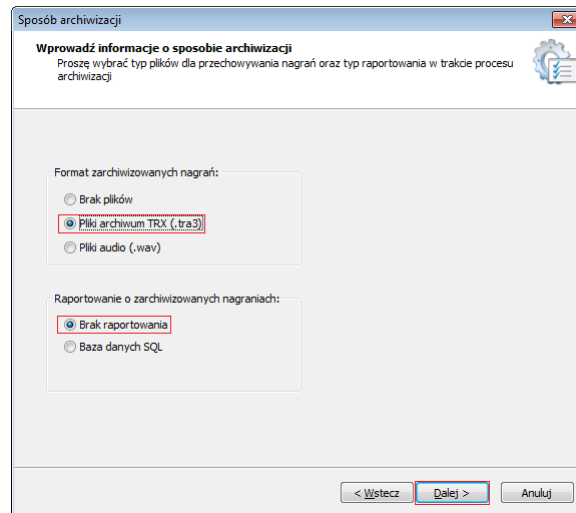 Sposób archiwizacji
Wprowadź informacje o sposobie archiwizacji
Proszę wybrać typ plików dla przechowywania nagrań oraz typ raportowania w trakcie procesu
archiwizacji
Format zarchiwizowanych nagrań:
Brak plików
Pliki archiwum TRX (.tra3)
Pliki audio (.wav)
Raportowanie o zarchiwizowanych nagraniach:
Brak raportowania
Baza danych SQL
< Wstecz
Dalej >
Anuluj